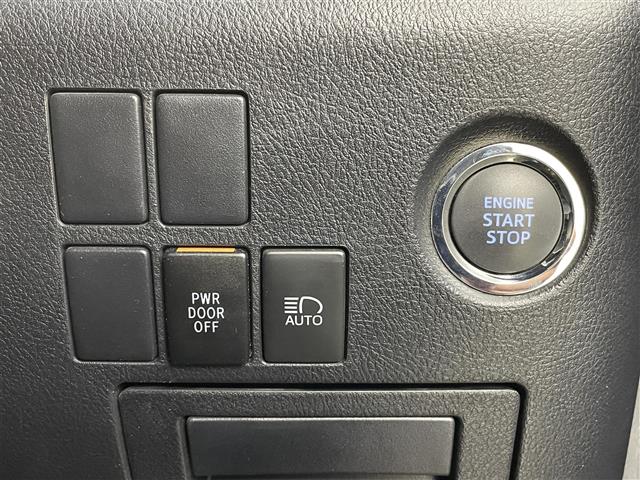 ENGINE
START
STOP
PWR
DOOR
OFF
AUTO